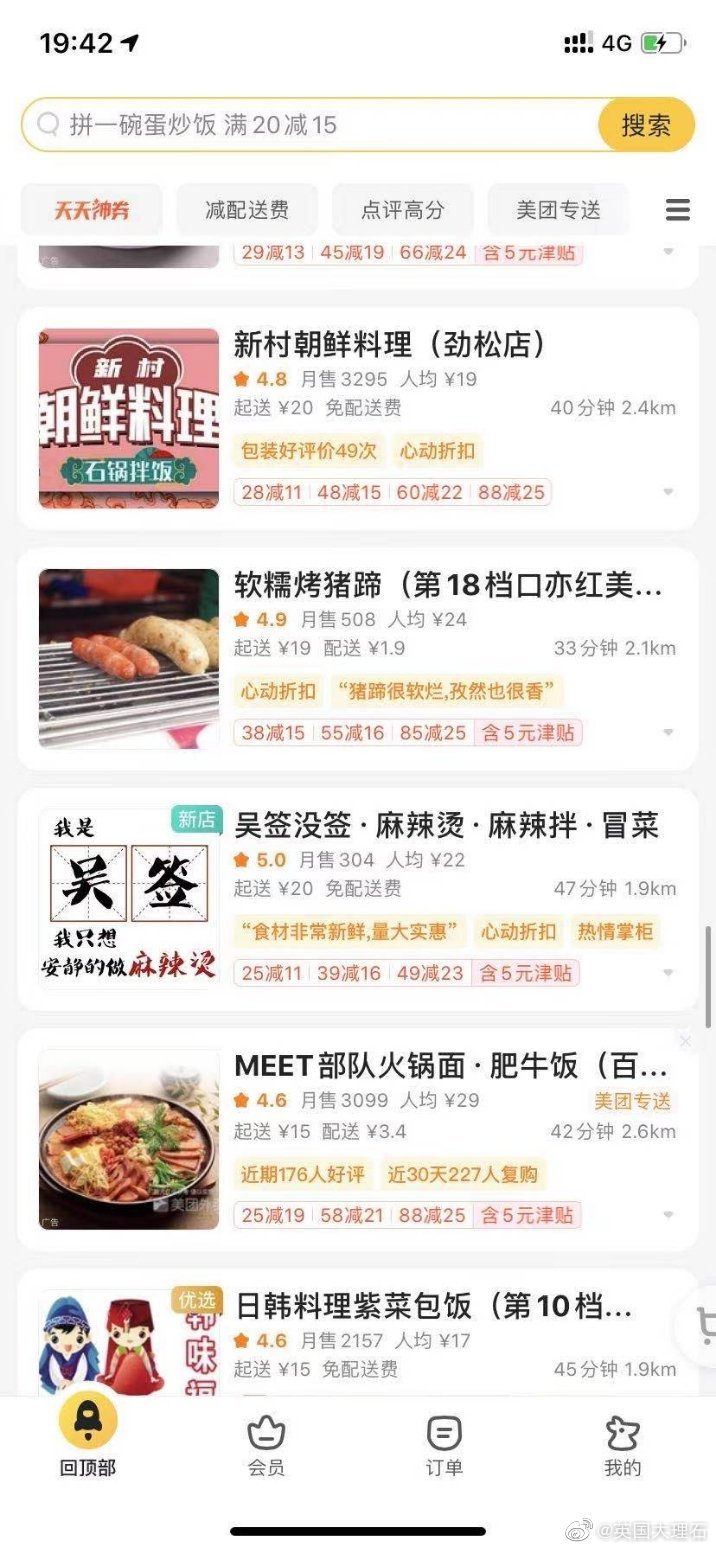 19:42
4G
拼一碗蛋炒饭 满20减15
搜索
天天神券
减配送费
点评高分
美团专送
广告
29减13 45减19 66减24 含5元津贴
新村
朝鲜料理
石锅拌饭
新村朝鲜料理（劲松店）
4.8 月售3295 人均 ¥19
起送 ¥20 免配送费 40分钟 2.4km
包装好评价49次 心动折扣
28减11 48减15 60减22 88减25
软糯烤猪蹄（第18档口亦红美...
4.9 月售508 人均 ¥24
起送 ¥19 配送 ¥1.9 33分钟 2.1km
心动折扣 “猪蹄很软烂,孜然也很香”
38减15 55减16 85减25 含5元津贴
新店
我是
吴签
我只想
安静的做麻辣烫
吴签没签·麻辣烫·麻辣拌·冒菜
5.0 月售304 人均 ¥22
起送 ¥20 免配送费 47分钟 1.9km
“食材非常新鲜,量大实惠” 心动折扣 热情掌柜
25减11 39减16 49减23 含5元津贴
美团外
广告
MEET部队火锅面·肥牛饭（百...
4.6 月售3099 人均 ¥29 美团专送
起送 ¥15 配送 ¥3.4 42分钟 2.6km
近期176人好评 近30天227人复购
25减19 58减21 88减25 含5元津贴
优选
韩味福
日韩料理紫菜包饭（第10档...
4.6 月售2157 人均 ¥17
起送 ¥15 免配送费 45分钟 1.9km
回顶部
会员
订单
我的
@英国大理石